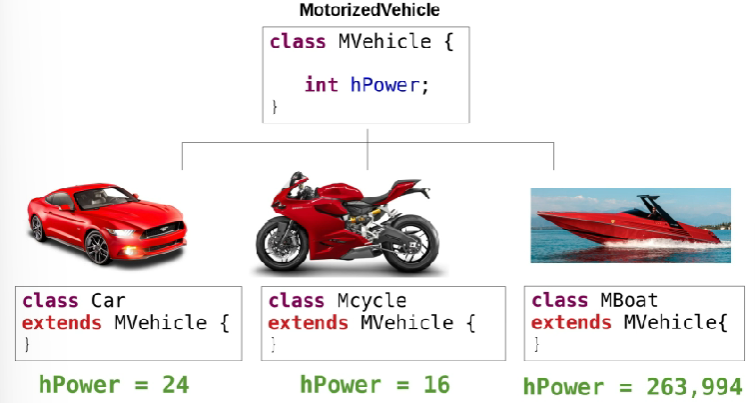 MotorizedVehicle
class MVehicle {
int hPower;
}
class Car
extends MVehicle {
}
class Mcycle
extends MVehicle {
}
class MBoat
extends MVehicle{
}
hPower = 24
hPower = 16
hPower = 263,994